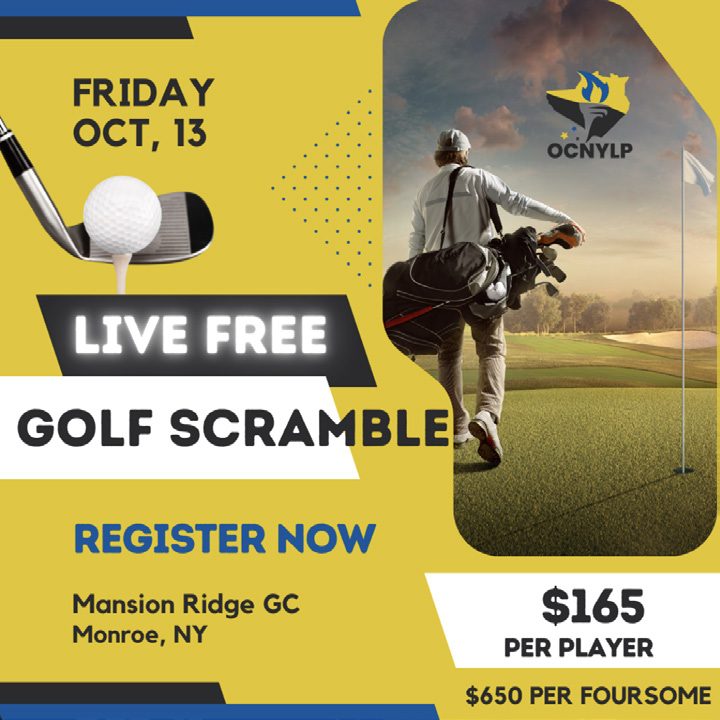 FRIDAY
OCT, 13
OCNYLP
LIVE FREE
GOLF SCRAMBLE
REGISTER NOW
Mansion Ridge GC
Monroe, NY
$165
PER PLAYER
$650 PER FOURSOME